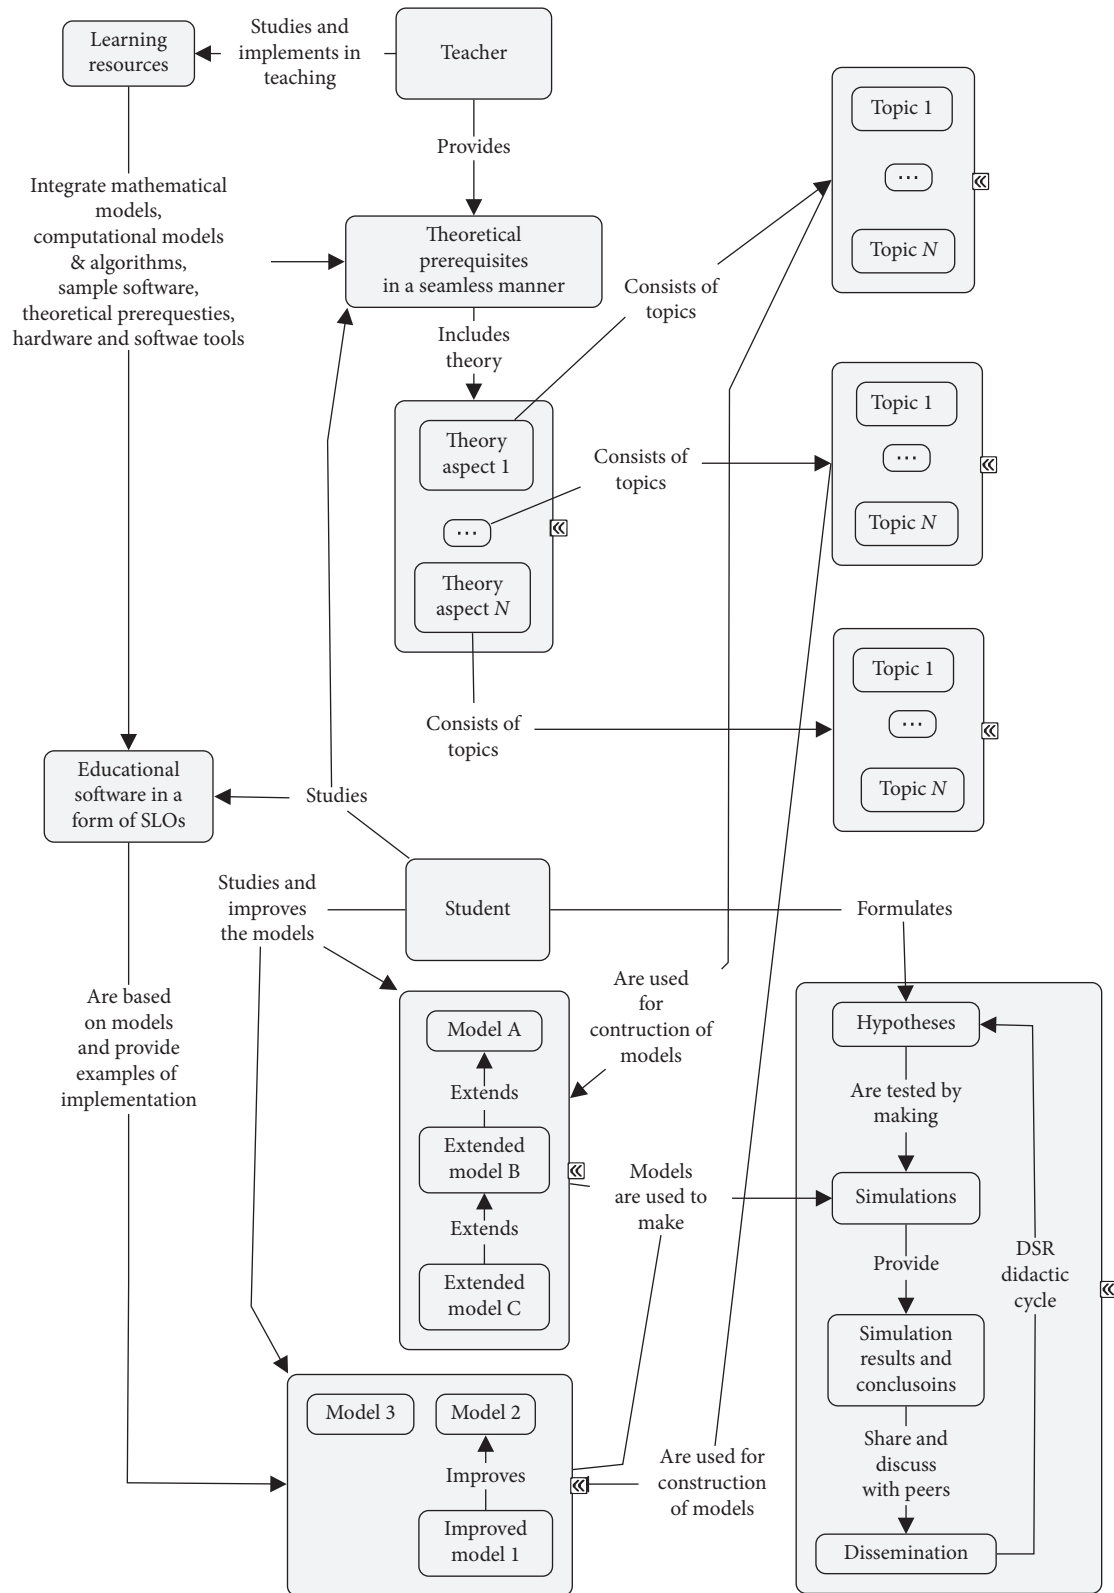 Learning
resources
Studies and
implements in
teaching
Teacher
Provides
Integrate mathematical
models,
computational models
& algorithms,
sample software,
theoretical prerequesties,
hardware and softwae tools
Theoretical
prerequisites
in a seamless manner
Includes
theory
Theory
aspect 1
...
Theory
aspect N
Consists of
topics
Consists of
topics
Consists of
topics
Topic 1
...
Topic N
Topic 1
...
Topic N
Topic 1
...
Topic N
Educational
software in a
form of SLOs
Studies
Student
Studies and
improves
the models
Formulates
Are based
on models
and provide
examples of
implementation
Are used
for
contruction of
models
Model A
Extends
Extended
model B
Extends
Extended
model C
Models
are used to
make
Hypotheses
Are tested by
making
Simulations
Provide
DSR
didactic
cycle
Simulation
results and
conclusoins
Share and
discuss
with peers
Dissemination
Model 3
Model 2
Improves
Improved
model 1
Are used for
construction
of models